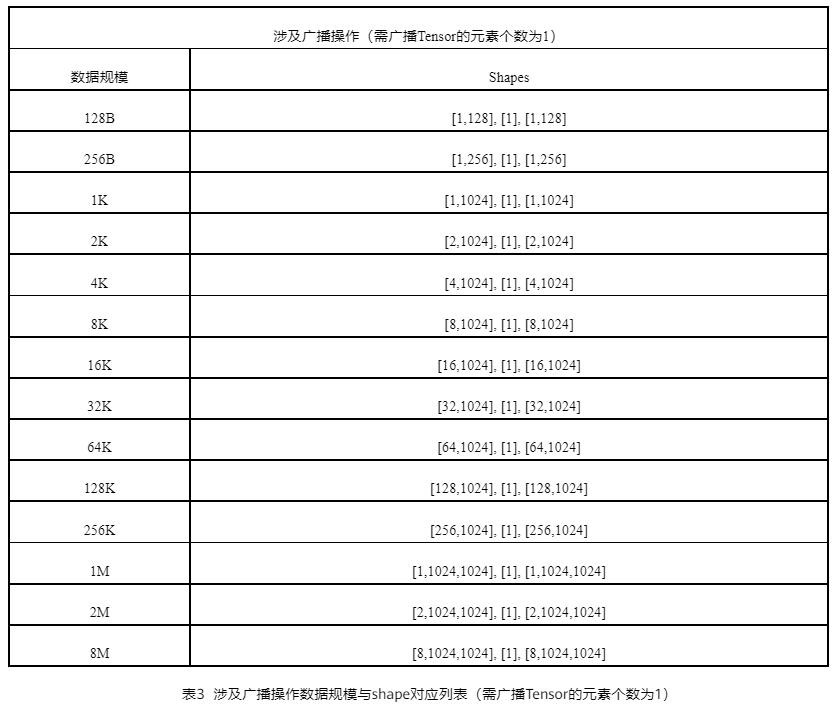 涉及广播操作（需广播Tensor的元素个数为1）
数据规模 Shapes
128B [1,128], [1], [1,128]
256B [1,256], [1], [1,256]
1K [1,1024], [1], [1,1024]
2K [2,1024], [1], [2,1024]
4K [4,1024], [1], [4,1024]
8K [8,1024], [1], [8,1024]
16K [16,1024], [1], [16,1024]
32K [32,1024], [1], [32,1024]
64K [64,1024], [1], [64,1024]
128K [128,1024], [1], [128,1024]
256K [256,1024], [1], [256,1024]
1M [1,1024,1024], [1], [1,1024,1024]
2M [2,1024,1024], [1], [2,1024,1024]
8M [8,1024,1024], [1], [8,1024,1024]
表3 涉及广播操作数据规模与shape对应列表（需广播Tensor的元素个数为1）